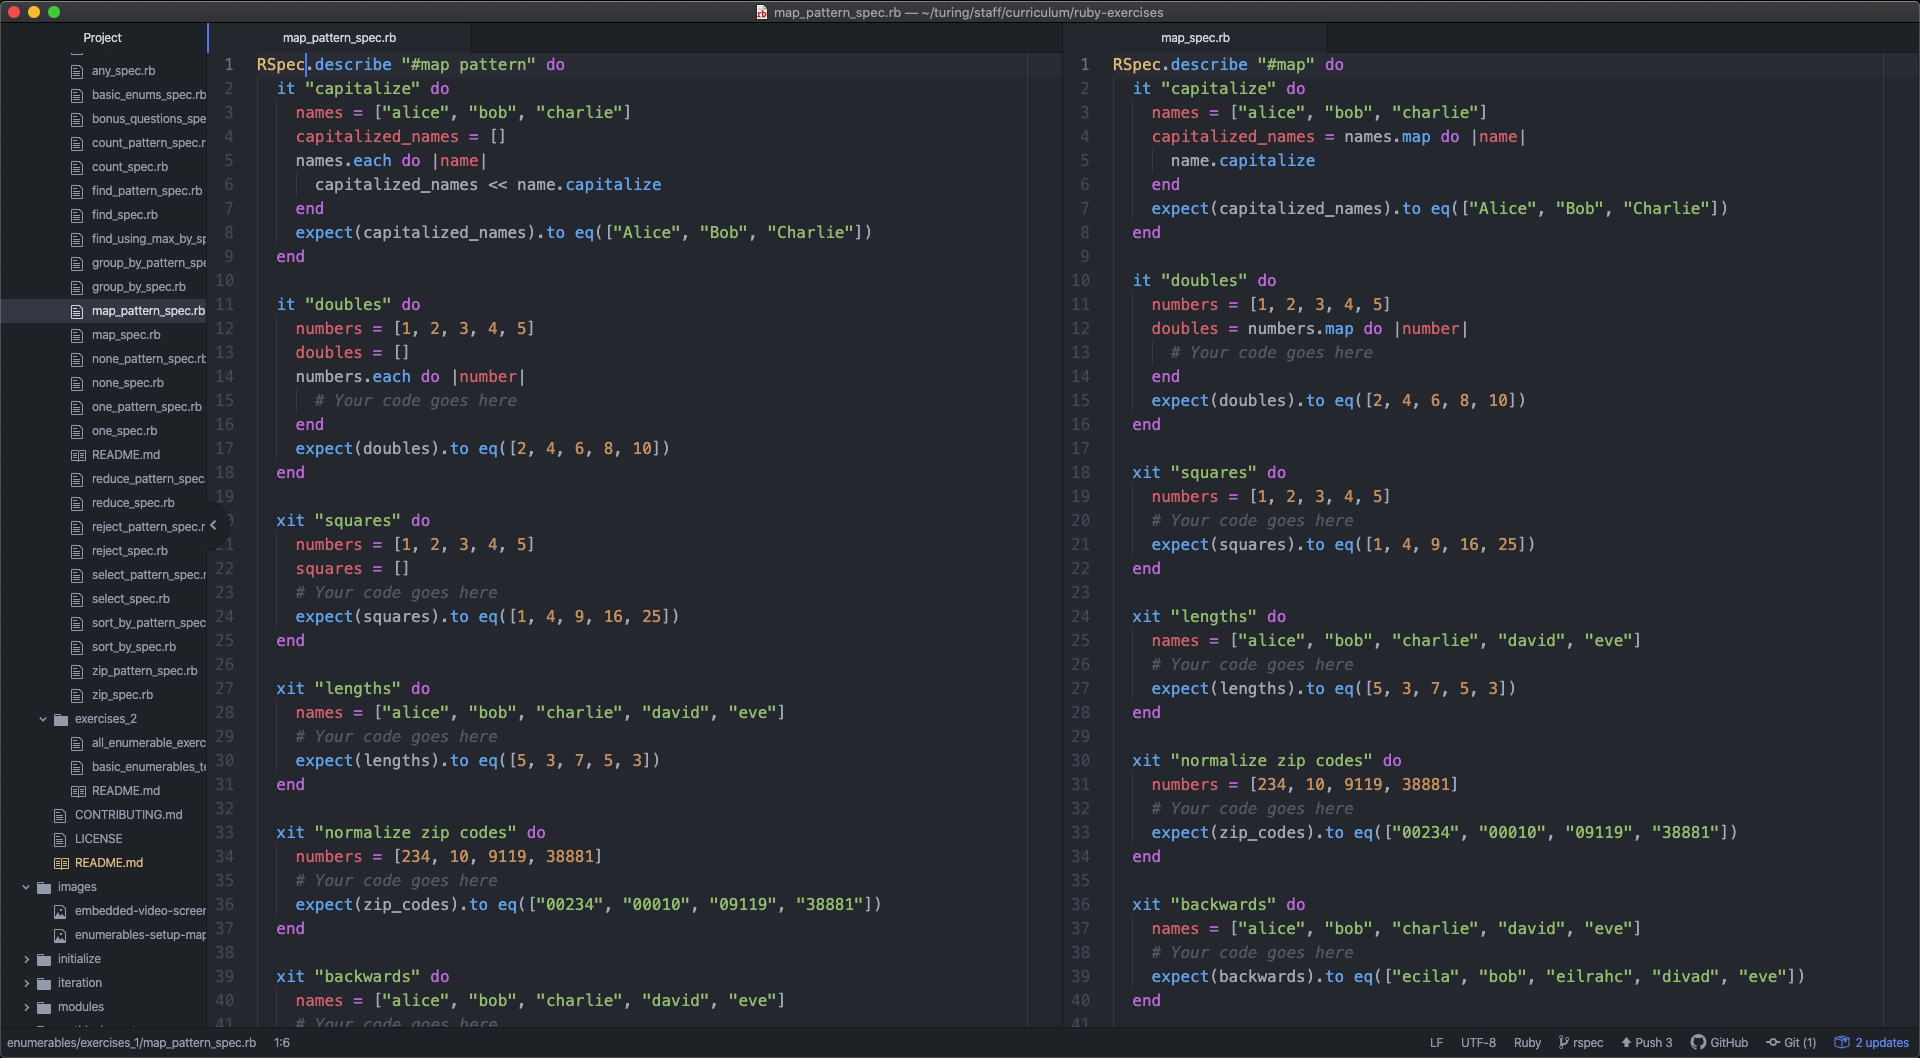 map_pattern_spec.rb — ~/turing/staff/curriculum/ruby-exercises
Project
any_spec.rb
basic_enums_spec.rb
bonus_questions_spe
count_pattern_spec.r
count_spec.rb
find_pattern_spec.rb
find_spec.rb
find_using_max_by_sp
group_by_pattern_spe
group_by_spec.rb
map_pattern_spec.rb
map_spec.rb
none_pattern_spec.rb
none_spec.rb
one_pattern_spec.rb
one_spec.rb
README.md
reduce_pattern_spec.
reduce_spec.rb
reject_pattern_spec.r
reject_spec.rb
select_pattern_spec.r
select_spec.rb
sort_by_pattern_spec
sort_by_spec.rb
zip_pattern_spec.rb
zip_spec.rb
exercises_2
all_enumerable_exerc
basic_enumerables_te
README.md
CONTRIBUTING.md
LICENSE
README.md
images
embedded-video-screen
enumerables-setup-map
initialize
iteration
modules
map_pattern_spec.rb
1 RSpec.describe "#map pattern" do
2 it "capitalize" do
3 names = ["alice", "bob", "charlie"]
4 capitalized_names = []
5 names.each do |name|
6 capitalized_names << name.capitalize
7 end
8 expect(capitalized_names).to eq(["Alice", "Bob", "Charlie"])
9 end
10
11 it "doubles" do
12 numbers = [1, 2, 3, 4, 5]
13 doubles = []
14 numbers.each do |number|
15 # Your code goes here
16 end
17 expect(doubles).to eq([2, 4, 6, 8, 10])
18 end
19
xit "squares" do
21 numbers = [1, 2, 3, 4, 5]
22 squares = []
23 # Your code goes here
24 expect(squares).to eq([1, 4, 9, 16, 25])
25 end
26
27 xit "lengths" do
28 names = ["alice", "bob", "charlie", "david", "eve"]
29 # Your code goes here
30 expect(lengths).to eq([5, 3, 7, 5, 3])
31 end
32
33 xit "normalize zip codes" do
34 numbers = [234, 10, 9119, 38881]
35 # Your code goes here
36 expect(zip_codes).to eq(["00234", "00010", "09119", "38881"])
37 end
38
39 xit "backwards" do
40 names = ["alice", "bob", "charlie", "david", "eve"]
41 # Your code goes here
map_spec.rb
1 RSpec.describe "#map" do
2 it "capitalize" do
3 names = ["alice", "bob", "charlie"]
4 capitalized_names = names.map do |name|
5 name.capitalize
6 end
7 expect(capitalized_names).to eq(["Alice", "Bob", "Charlie"])
8 end
9
10 it "doubles" do
11 numbers = [1, 2, 3, 4, 5]
12 doubles = numbers.map do |number|
13 # Your code goes here
14 end
15 expect(doubles).to eq([2, 4, 6, 8, 10])
16 end
17
18 xit "squares" do
19 numbers = [1, 2, 3, 4, 5]
20 # Your code goes here
21 expect(squares).to eq([1, 4, 9, 16, 25])
22 end
23
24 xit "lengths" do
25 names = ["alice", "bob", "charlie", "david", "eve"]
26 # Your code goes here
27 expect(lengths).to eq([5, 3, 7, 5, 3])
28 end
29
30 xit "normalize zip codes" do
31 numbers = [234, 10, 9119, 38881]
32 # Your code goes here
33 expect(zip_codes).to eq(["00234", "00010", "09119", "38881"])
34 end
35
36 xit "backwards" do
37 names = ["alice", "bob", "charlie", "david", "eve"]
38 # Your code goes here
39 expect(backwards).to eq(["ecila", "bob", "eilrahc", "divad", "eve"])
40 end
41
enumerables/exercises_1/map_pattern_spec.rb 1:6
LF UTF-8 Ruby rspec Push 3 GitHub Git (1) 2 updates